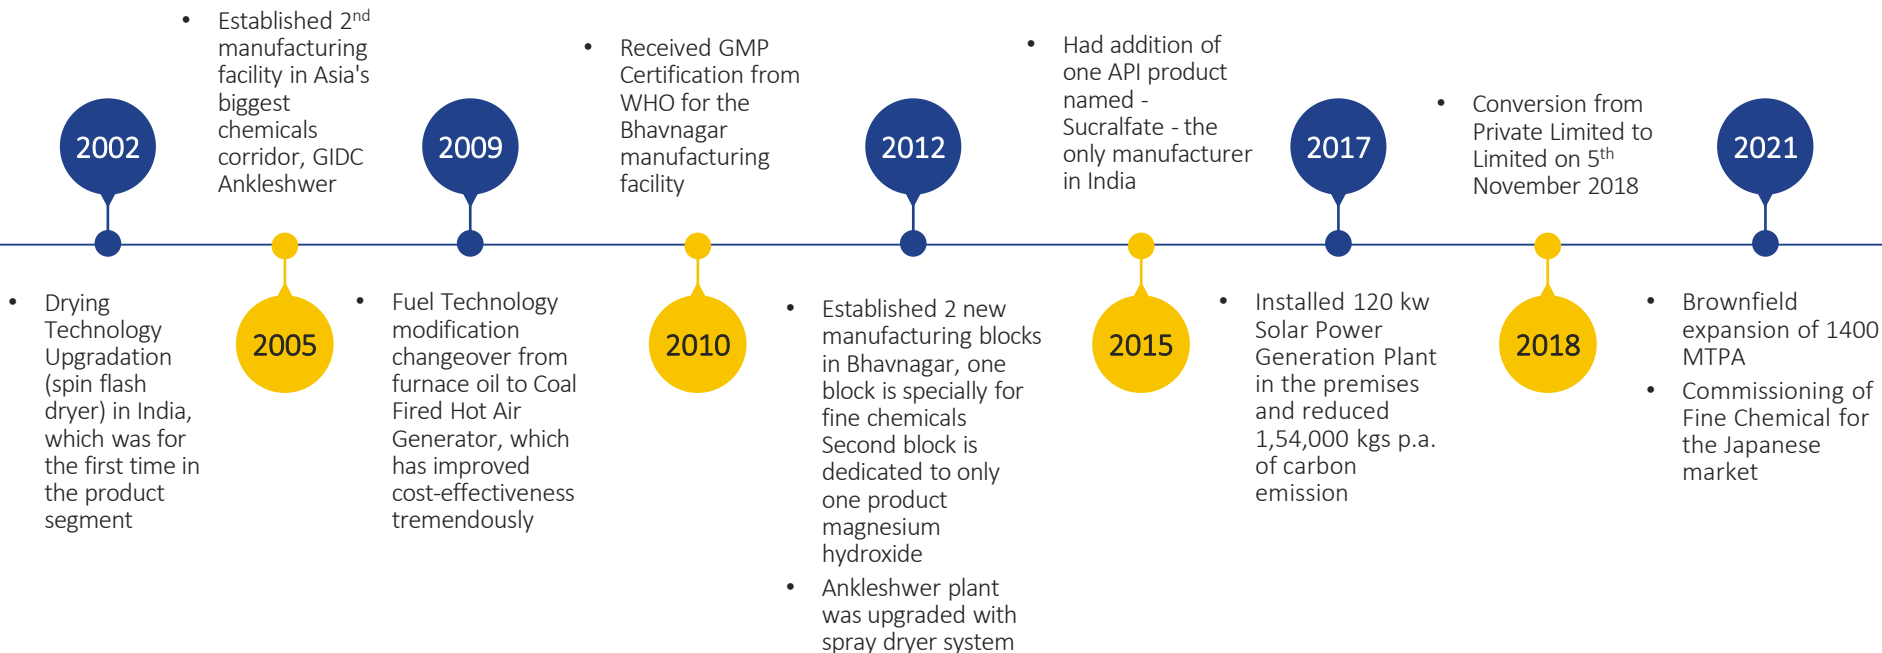 2002
• Drying
Technology
Upgradation
(spin flash
dryer) in India,
which was for
the first time in
the product
segment
• Established 2nd
manufacturing
facility in Asia's
biggest
chemicals
corridor, GIDC
Ankleshwer
2005
2009
• Fuel Technology
modification
changeover from
furnace oil to Coal
Fired Hot Air
Generator, which
has improved
cost-effectiveness
tremendously
• Received GMP
Certification from
WHO for the
Bhavnagar
manufacturing
facility
2010
2012
• Established 2 new
manufacturing blocks
in Bhavnagar, one
block is specially for
fine chemicals
Second block is
dedicated to only
one product
magnesium
hydroxide
• Ankleshwer plant
was upgraded with
spray dryer system
• Had addition of
one API product
named -
Sucralfate - the
only manufacturer
in India
2015
2017
• Installed 120 kw
Solar Power
Generation Plant
in the premises
and reduced
1,54,000 kgs p.a.
of carbon
emission
• Conversion from
Private Limited to
Limited on 5th
November 2018
2018
2021
• Brownfield
expansion of 1400
MTPA
• Commissioning of
Fine Chemical for
the Japanese
market